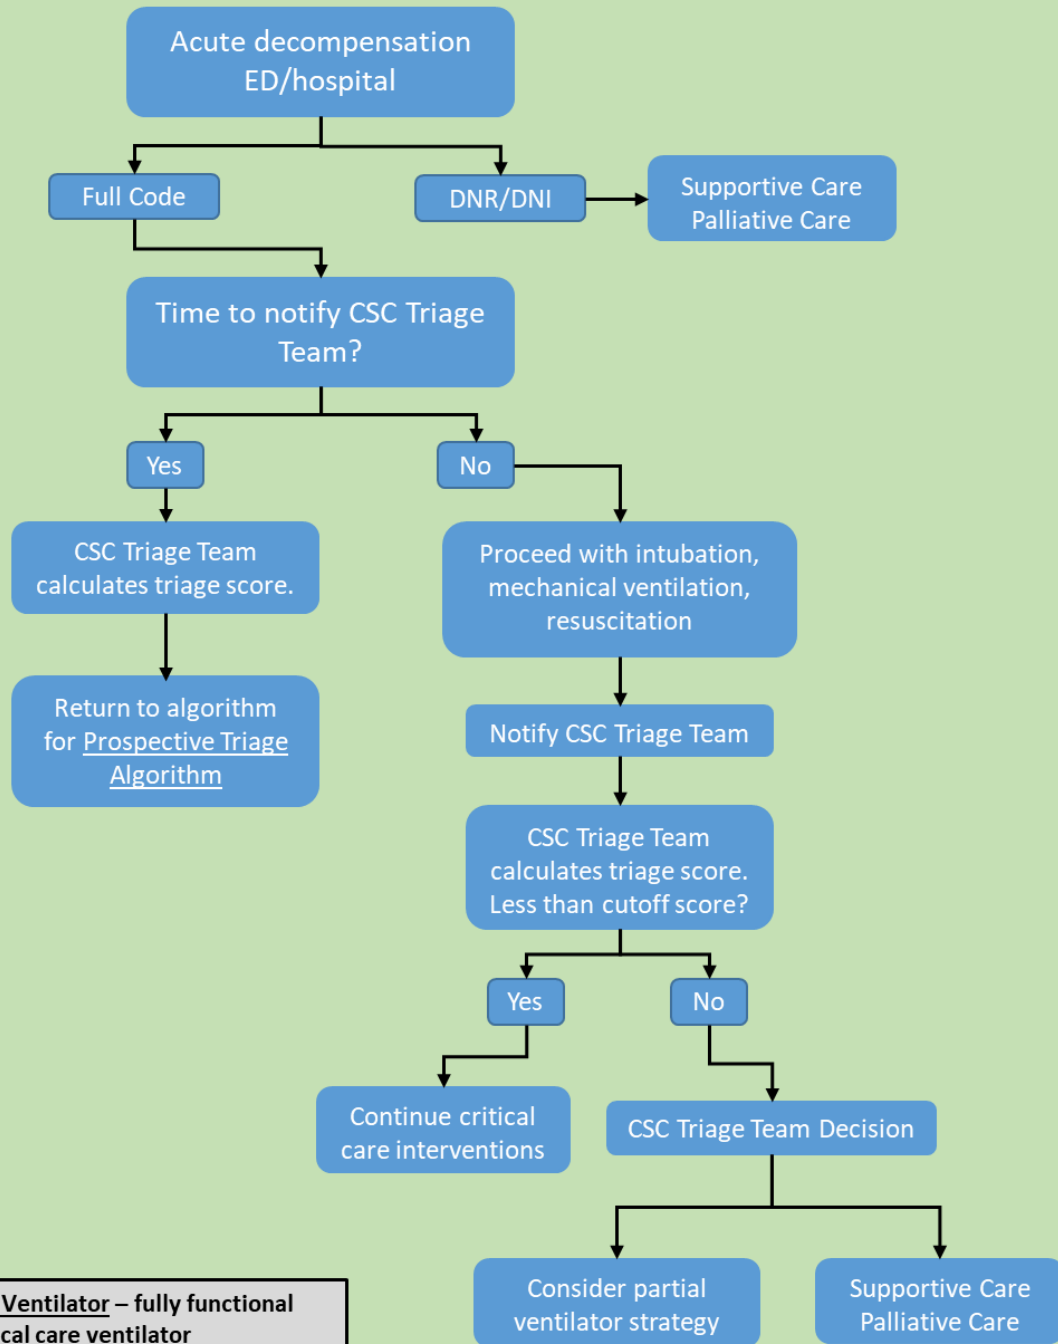 Acute decompensation
ED/hospital
Full Code
DNR/DNI
Supportive Care
Palliative Care
Time to notify CSC Triage
Team?
Yes
No
CSC Triage Team
calculates triage score.
Proceed with intubation,
mechanical ventilation,
resuscitation
Return to algorithm
for Prospective Triage
Algorithm
Notify CSC Triage Team
CSC Triage Team
calculates triage score.
Less than cutoff score?
Yes
No
Continue critical
care interventions
CSC Triage Team Decision
Consider partial
ventilator strategy
Supportive Care
Palliative Care
Ventilator – fully functional
cal care ventilator